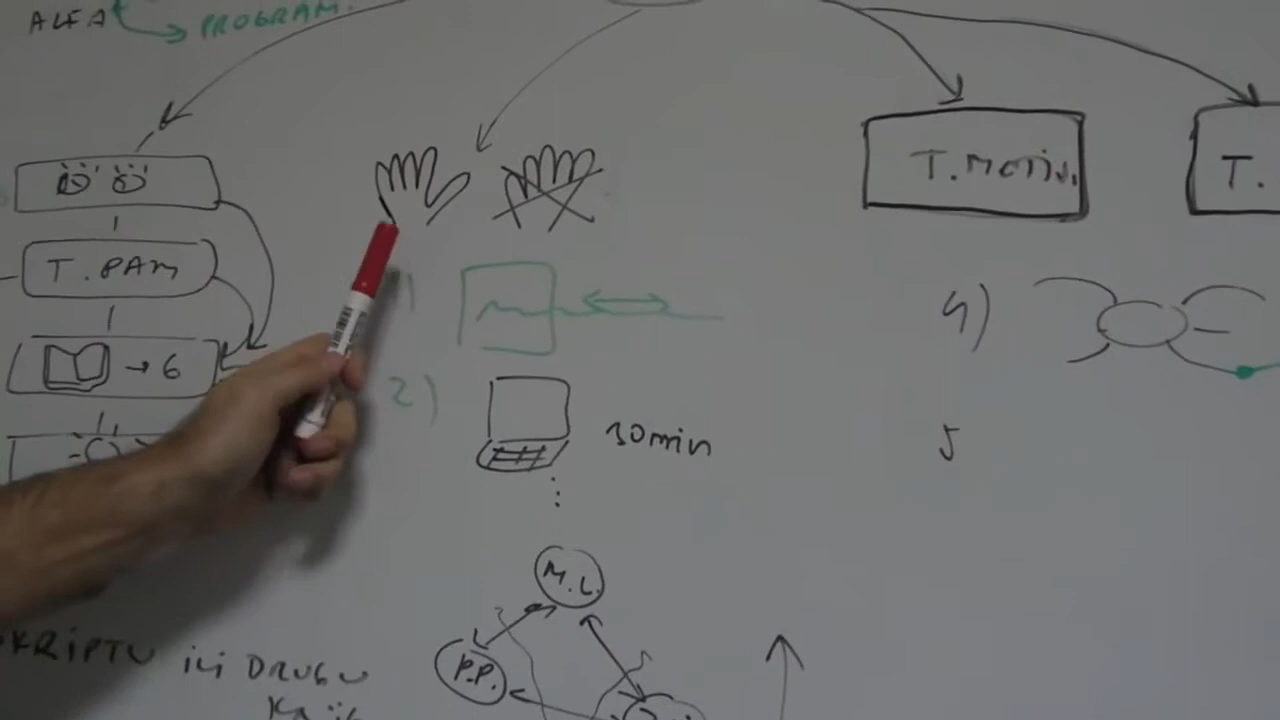 ALFA
PROGRAM.
T. PAM
→ 6
1)
2)
30min
T. MOTIV.
T.
4)
5
M.L.
P.P.
SKRIPTU ILI DRUGU